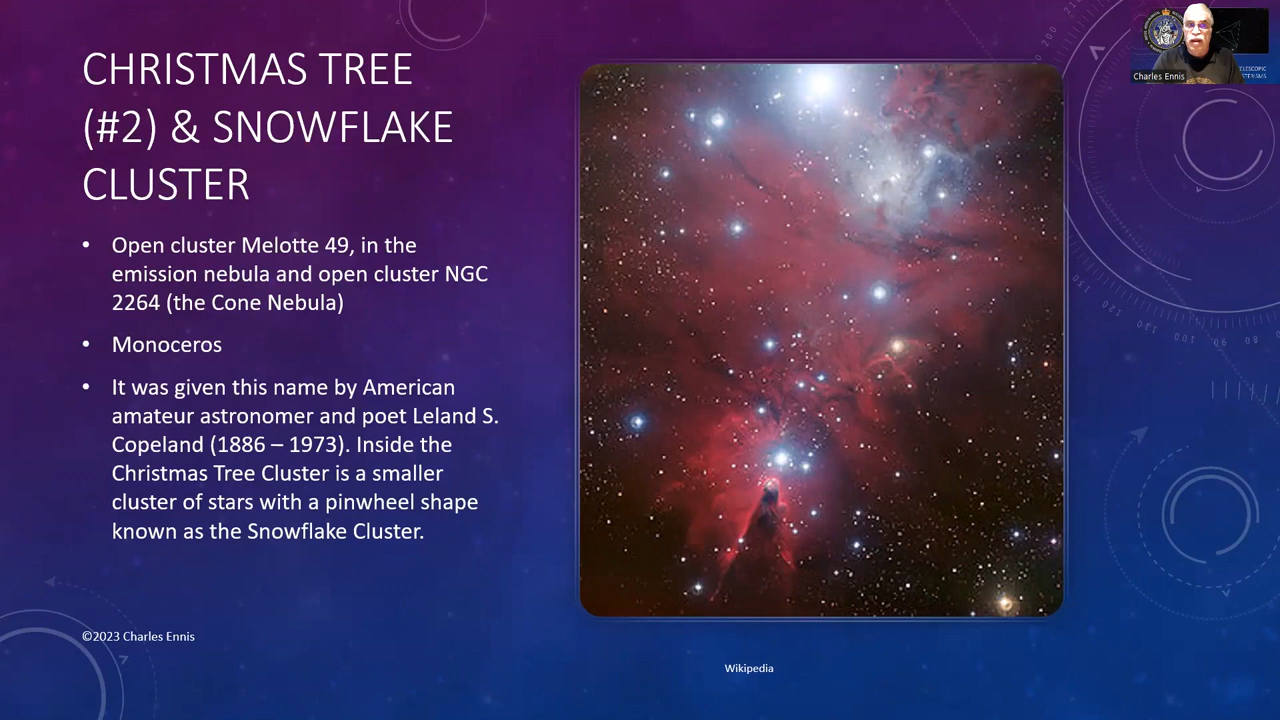 CHRISTMAS TREE
(#2) & SNOWFLAKE
CLUSTER
• Open cluster Melotte 49, in the
emission nebula and open cluster NGC
2264 (the Cone Nebula)
• Monoceros
• It was given this name by American
amateur astronomer and poet Leland S.
Copeland (1886 – 1973). Inside the
Christmas Tree Cluster is a smaller
cluster of stars with a pinwheel shape
known as the Snowflake Cluster.
©2023 Charles Ennis
Wikipedia
Charles Ennis